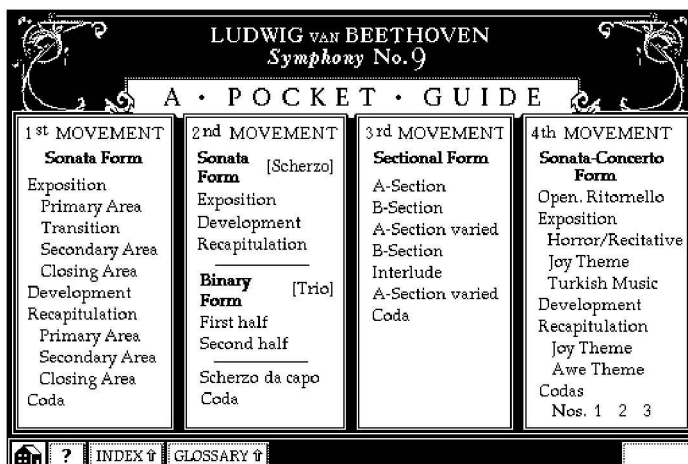 LUDWIG VAN BEETHOVEN
Symphony No. 9
A · POCKET · GUIDE
1st MOVEMENT
Sonata Form
Exposition
Primary Area
Transition
Secondary Area
Closing Area
Development
Recapitulation
Primary Area
Secondary Area
Closing Area
Coda
2nd MOVEMENT
Sonata [Scherzo]
Form
Exposition
Development
Recapitulation
Binary [Trio]
Form
First half
Second half
Scherzo da capo
Coda
3rd MOVEMENT
Sectional Form
A-Section
B-Section
A-Section varied
B-Section
Interlude
A-Section varied
Coda
4th MOVEMENT
Sonata-Concerto
Form
Open. Ritornello
Exposition
Horror/Recitative
Joy Theme
Turkish Music
Development
Recapitulation
Joy Theme
Awe Theme
Codas
Nos. 1 2 3
? INDEX ⇧ GLOSSARY ⇧